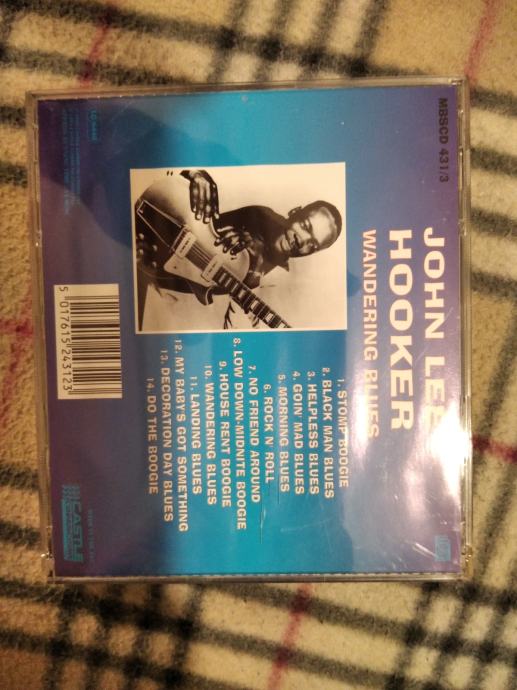 MBSCD 431/3
JOHN LEE
HOOKER
WANDERING BLUES
1. STOMP BOOGIE
2. BLACK MAN BLUES
3. HELPLESS BLUES
4. GOIN' MAD BLUES
5. MORNING BLUES
6. ROCK N' ROLL
7. NO FRIEND AROUND
8. LOW DOWN-MIDNITE BOOGIE
9. HOUSE RENT BOOGIE
10. WANDERING BLUES
11. LANDING BLUES
12. MY BABY'S GOT SOMETHING
13. DECORATION DAY BLUES
14. DO THE BOOGIE
5 017615 243123
CASTLE